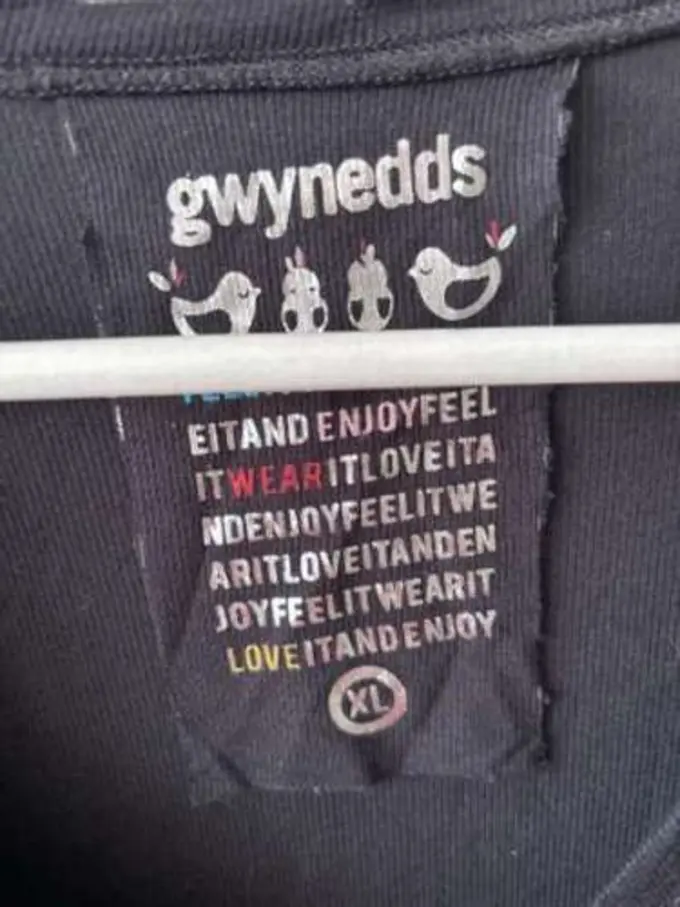 gwynedds
EITAND ENJOYFEEL
ITWEARITLOVEITA
NDENJOYFEELITWE
ARITLOVEITANDEN
JOYFEELITWEARIT
LOVEITANDENJOY
XL